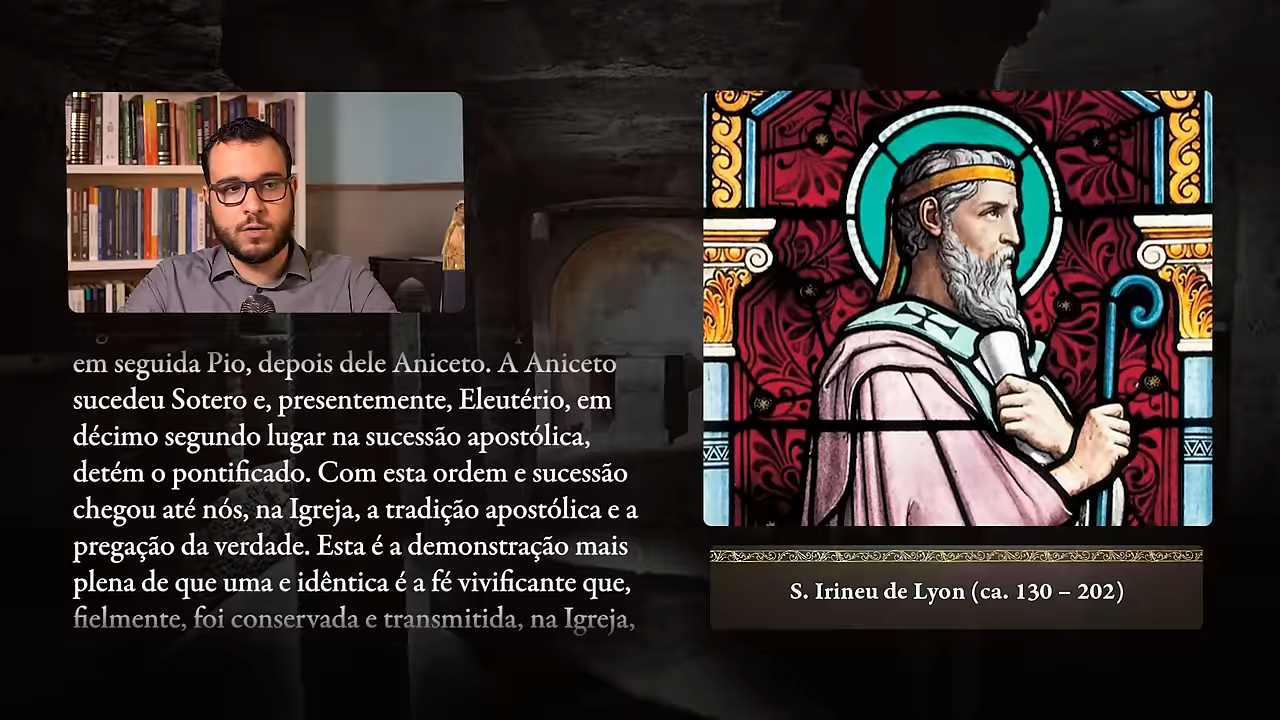 em seguida Pio, depois dele Aniceto. A Aniceto
sucedeu Sotero e, presentemente, Eleutério, em
décimo segundo lugar na sucessão apostólica,
detém o pontificado. Com esta ordem e sucessão
chegou até nós, na Igreja, a tradição apostólica e a
pregação da verdade. Esta é a demonstração mais
plena de que uma e idêntica é a fé vivificante que,
fielmente, foi conservada e transmitida, na Igreja,
S. Irineu de Lyon (ca. 130 – 202)